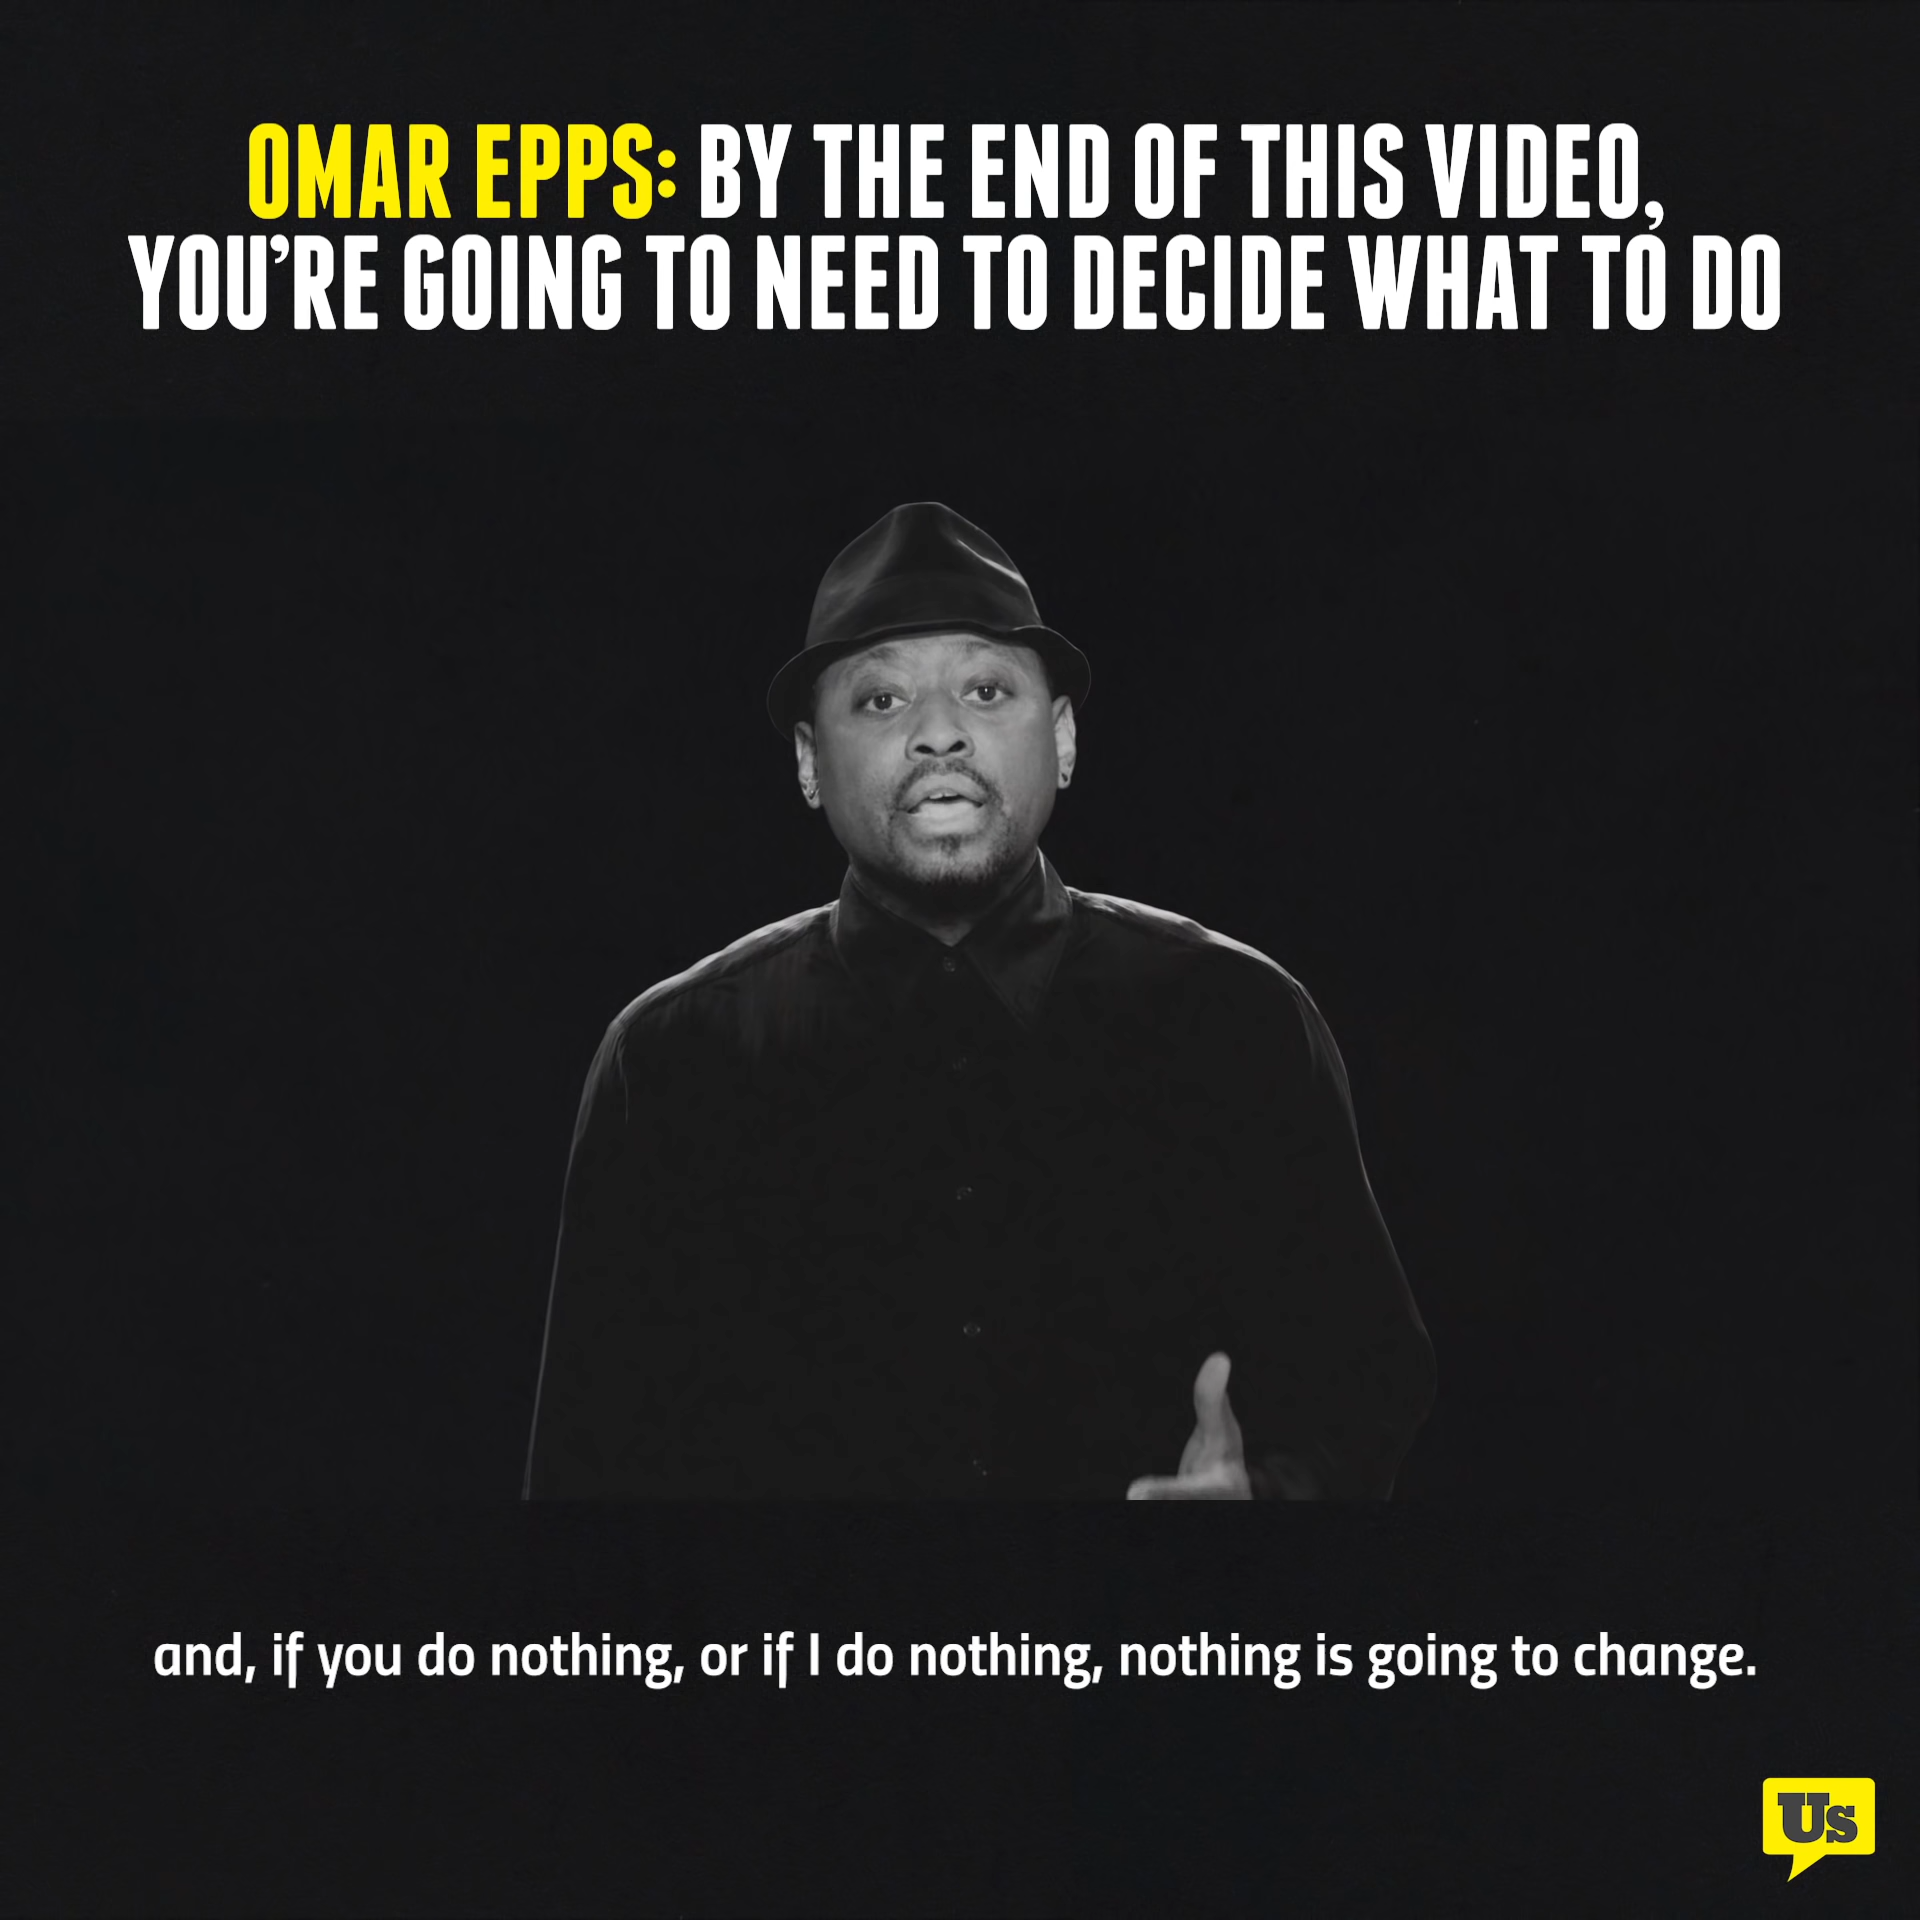 OMAR EPPS: BY THE END OF THIS VIDEO,
YOU’RE GOING TO NEED TO DECIDE WHAT TO DO
and, if you do nothing, or if I do nothing, nothing is going to change.
Us